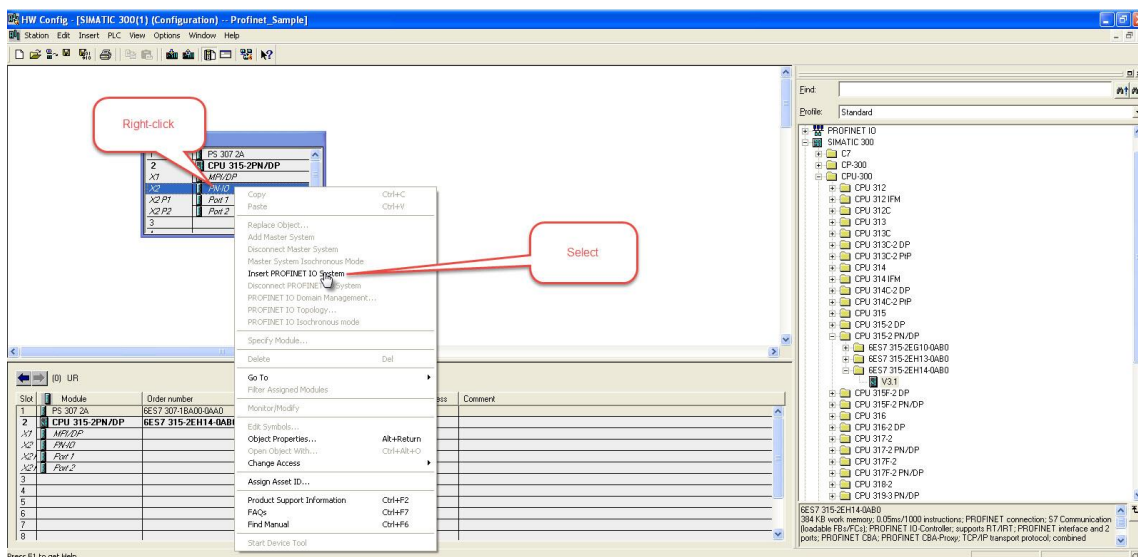 HW Config - [SIMATIC 300(1) (Configuration) -- Profinet_Sample]
Station Edit Insert PLC View Options Window Help
Right-click
1 PS 307 2A
2 CPU 315-2PN/DP
X1 MPI/DP
X2 PN-IO
X2 P1 Port 1
X2 P2 Port 2
3
Copy Ctrl+C
Paste Ctrl+V
Replace Object...
Add Master System
Disconnect Master System
Master System Isochronous Mode
Insert PROFINET IO System
Disconnect PROFINET IO System
PROFINET IO Domain Management...
PROFINET IO Topology...
PROFINET IO Isochronous mode
Specify Module...
Delete Del
Go To
Filter Assigned Modules
Monitor/Modify
Edit Symbols...
Object Properties... Alt+Return
Open Object With... Ctrl+Alt+O
Change Access
Assign Asset ID...
Product Support Information Ctrl+F2
FAQs Ctrl+F7
Find Manual Ctrl+F6
Start Device Tool
Select
(0) UR
Slot Module Order number Comment
1 PS 307 2A 6ES7 307-1BA00-0AA0
2 CPU 315-2PN/DP 6ES7 315-2EH14-0AB0
X1 MPI/DP
X2 PN-IO
X2 Port 1
X2 Port 2
3
4
5
6
7
8
Press F1 to get Help.
Find:
Profile: Standard
PROFINET IO
SIMATIC 300
C7
CP-300
CPU-300
CPU 312
CPU 312 IFM
CPU 312C
CPU 313
CPU 313C
CPU 313C-2 DP
CPU 313C-2 PtP
CPU 314
CPU 314 IFM
CPU 314C-2 DP
CPU 314C-2 PtP
CPU 315
CPU 315-2 DP
CPU 315-2 PN/DP
6ES7 315-2EG10-0AB0
6ES7 315-2EH13-0AB0
6ES7 315-2EH14-0AB0
V3.1
CPU 315F-2 DP
CPU 315F-2 PN/DP
CPU 316
CPU 316-2 DP
CPU 317-2
CPU 317-2 PN/DP
CPU 317F-2
CPU 317F-2 PN/DP
CPU 318-2
CPU 319-3 PN/DP
6ES7 315-2EH14-0AB0
384 KB work memory; 0.05ms/1000 instructions; PROFINET connection; S7 Communication
(loadable FBs/FCs); PROFINET IO-Controller; supports RT/IRT; PROFINET interface and 2
ports; PROFINET CBA; PROFINET CBA-Proxy; TCP/IP transport protocol; combined